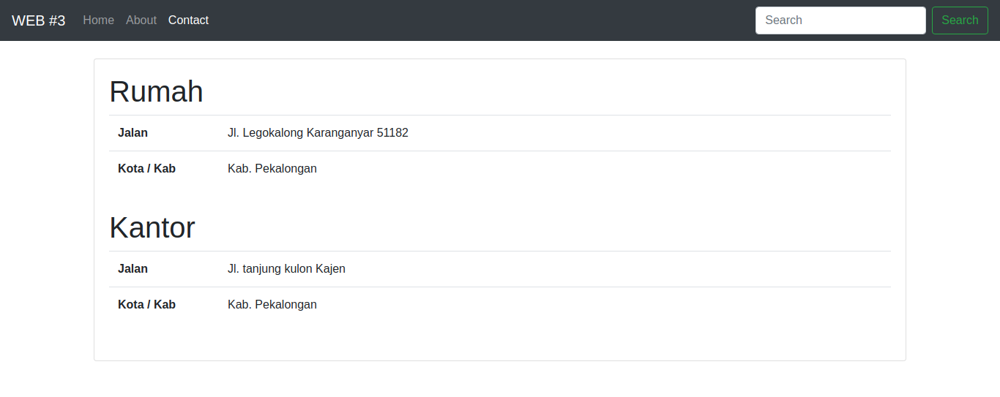 WEB #3 Home About Contact Search Search
Rumah
Jalan Jl. Legokalong Karanganyar 51182
Kota / Kab Kab. Pekalongan
Kantor
Jalan Jl. tanjung kulon Kajen
Kota / Kab Kab. Pekalongan